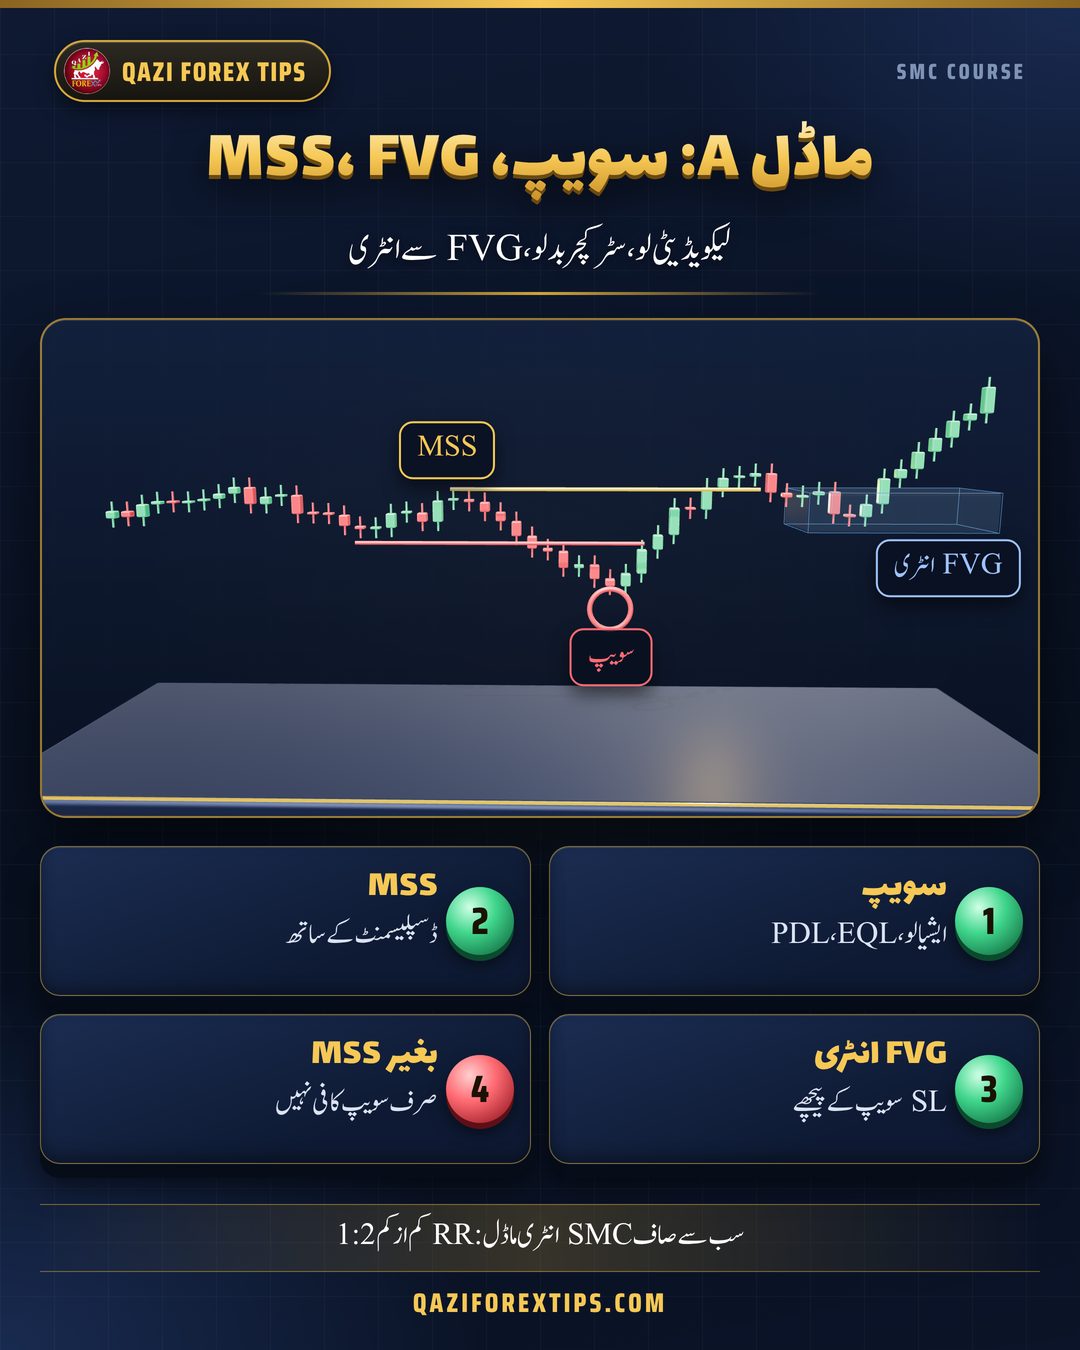 QAZI FOREX TIPS
SMC COURSE
ماڈل A: سویپ، MSS، FVG
لیکویڈیٹی لو، سٹرکچر بدلو، FVG سے انٹری
MSS
FVG انٹری
سویپ
1
سویپ
ایشیا لو، PDL، EQL
2
MSS
ڈسپلیسمنٹ کے ساتھ
3
FVG انٹری
SL سویپ کے پیچھے
4
بغیر MSS
صرف سویپ کافی نہیں
سب سے صاف SMC انٹری ماڈل: RR کم از کم 1:2
QAZIFOREXTIPS.COM